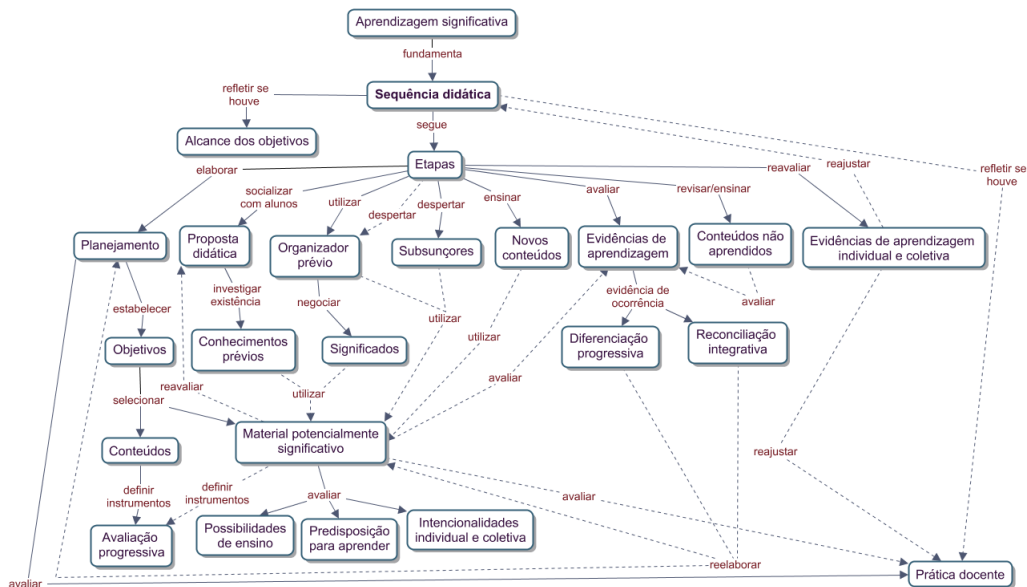 Aprendizagem significativa
fundamenta
refletir se
houve
Sequência didática
segue
Alcance dos objetivos
Etapas
elaborar
reavaliar
reajustar
refletir se
houve
socializar
com alunos
utilizar
despertar
despertar
ensinar
avaliar
revisar/ensinar
Planejamento
Proposta
didática
Organizador
prévio
Subsunçores
Novos
conteúdos
Evidências de
aprendizagem
Conteúdos não
aprendidos
Evidências de aprendizagem
individual e coletiva
estabelecer
investigar
existência
negociar
utilizar
utilizar
evidência de
ocorrência
avaliar
Objetivos
Conhecimentos
prévios
Significados
Diferenciação
progressiva
Reconciliação
integrativa
selecionar
reavaliar
utilizar
avaliar
Conteúdos
Material potencialmente
significativo
reajustar
definir
instrumentos
definir
instrumentos
avaliar
avaliar
Avaliação
progressiva
Possibilidades
de ensino
Predisposição
para aprender
Intencionalidades
individual e coletiva
reelaborar
avaliar
Prática docente